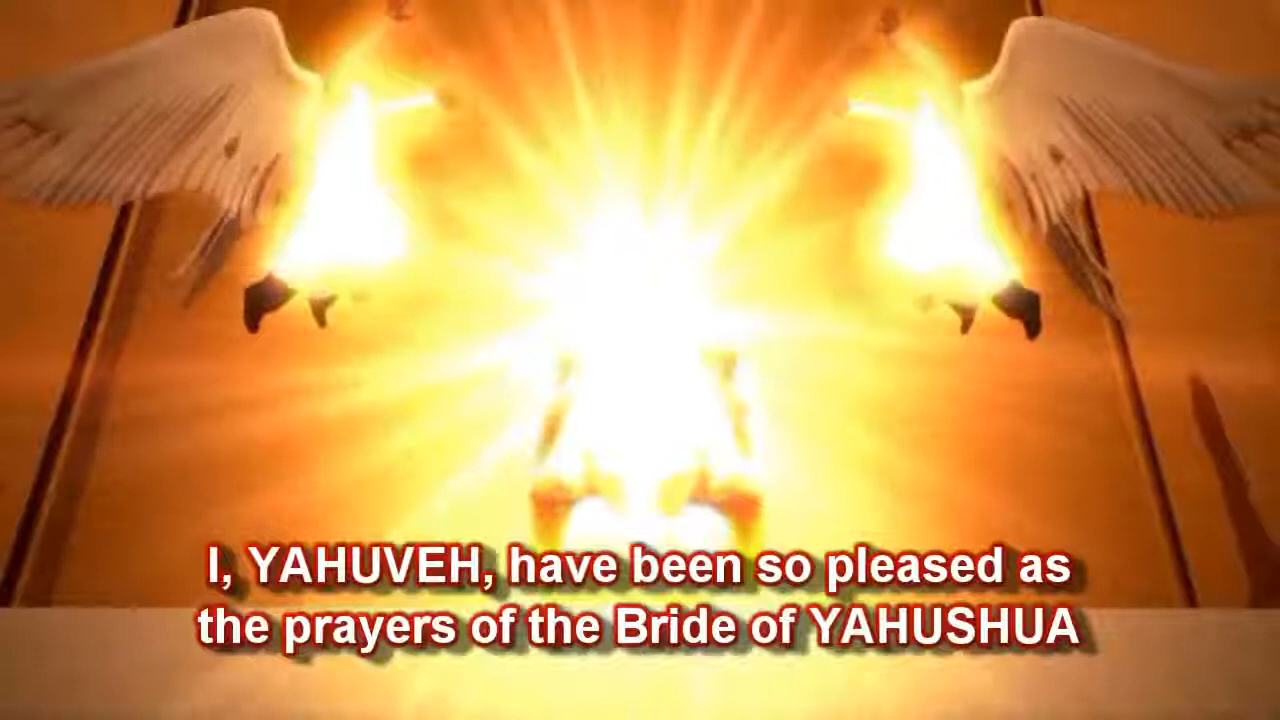 I, YAHUVEH, have been so pleased as
the prayers of the Bride of YAHUSHUA